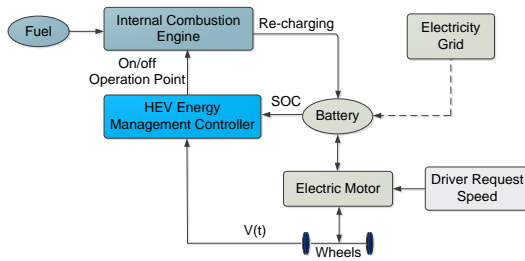 Fuel
Internal Combustion
Engine
Re-charging
Electricity
Grid
On/off
Operation Point
HEV Energy
Management Controller
SOC
Battery
Electric Motor
Driver Request
Speed
V(t)
Wheels